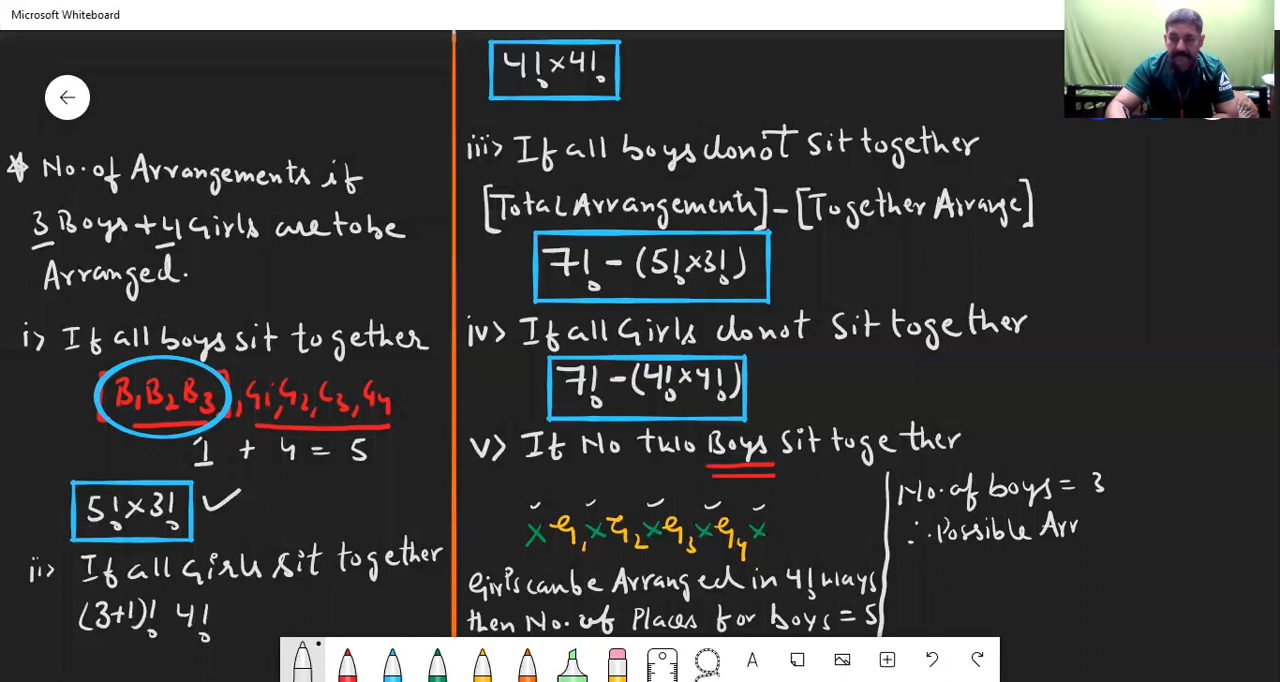 Microsoft Whiteboard
No. of Arrangements if
3 Boys + 4 Girls are to be
Arranged.
i> If all boys sit together
B1 B2 B3, G1, G2, G3, G4
1 + 4 = 5
5! × 3!
ii> If all Girls sit together
(3+1)! 4!
4! × 4!
iii> If all boys donot sit together
[Total Arrangements] - [Together Arrange]
7! - (5! × 3!)
iv> If all Girls do not sit together
7! - (4! × 4!)
v> If No two Boys sit together
× G1 × G2 × G3 × G4 ×
Girls can be Arranged in 4! ways
then No. of Places for boys = 5
No. of boys = 3
∴ Possible Arr
A